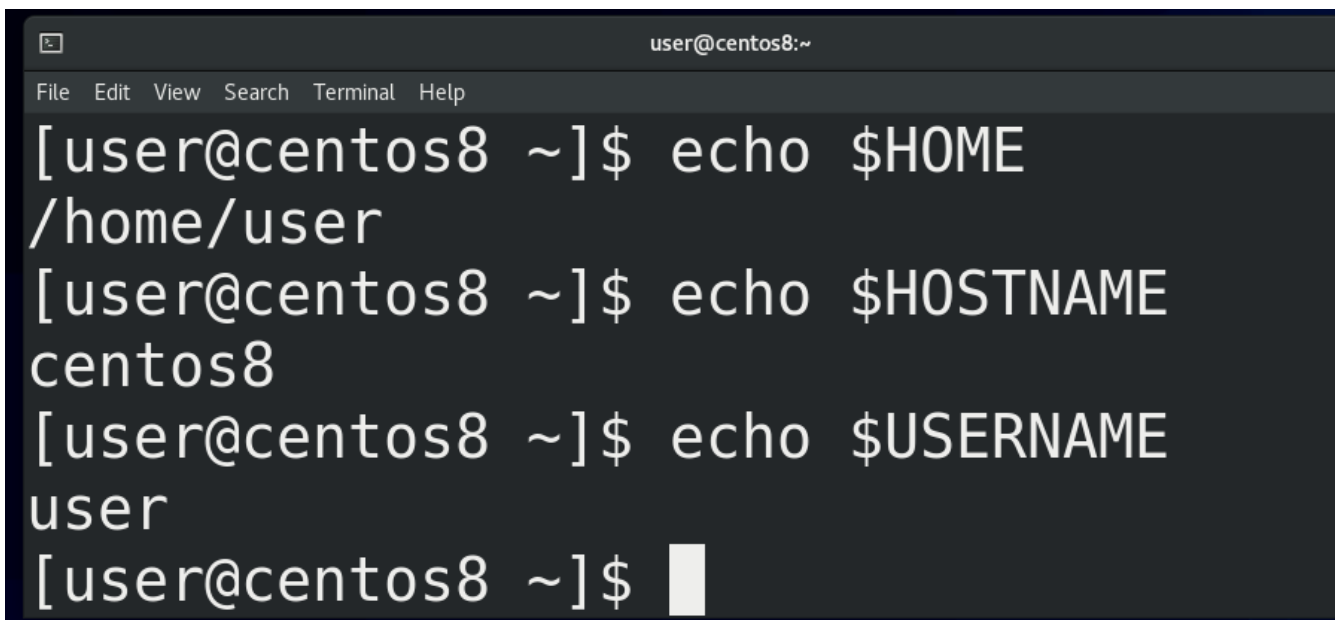 user@centos8:~
File Edit View Search Terminal Help
[user@centos8 ~]$ echo $HOME
/home/user
[user@centos8 ~]$ echo $HOSTNAME
centos8
[user@centos8 ~]$ echo $USERNAME
user
[user@centos8 ~]$